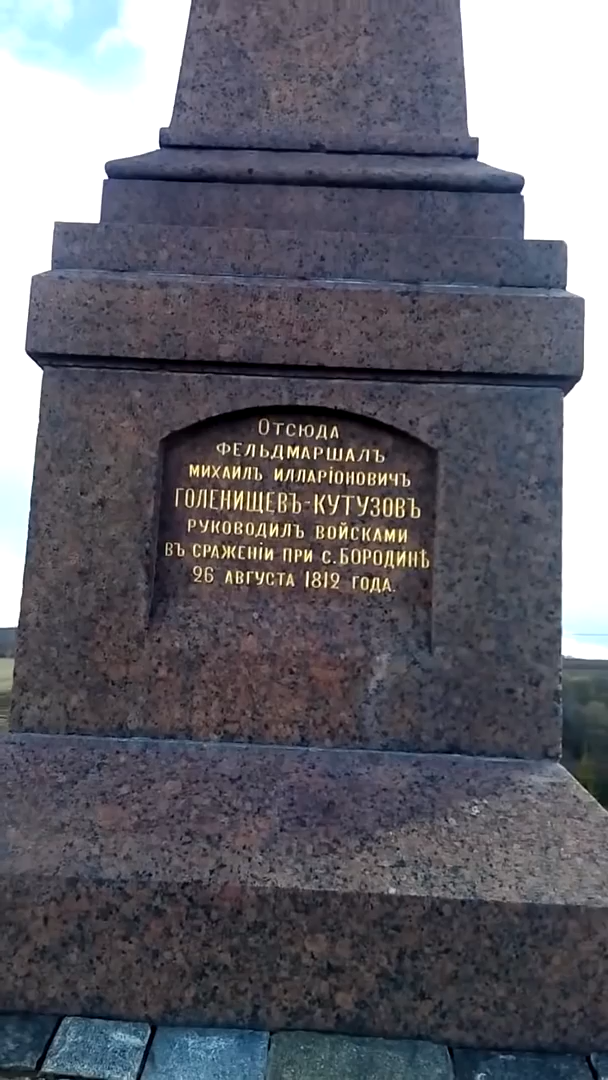 Отсюда
фельдмаршалъ
михаилъ илларіоновичъ
голенищевъ-кутузовъ
руководилъ войсками
въ сраженіи при с. бородинѣ
26 августа 1812 года.